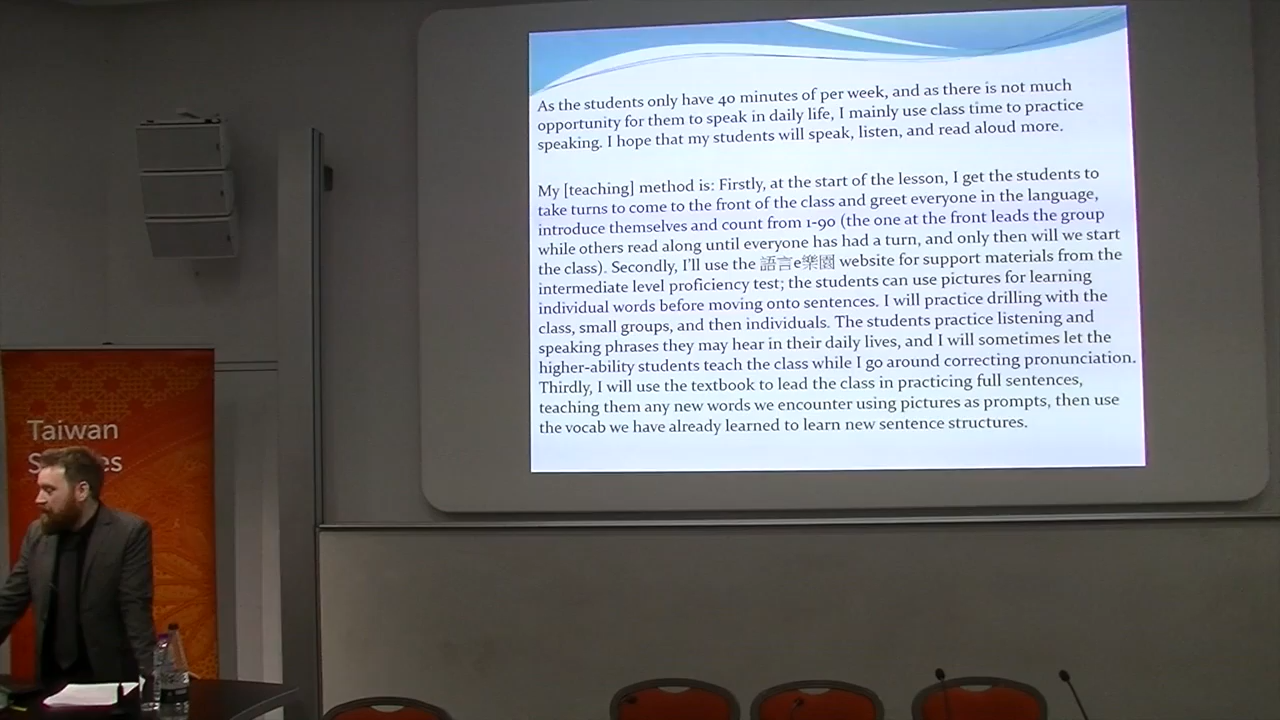 As the students only have 40 minutes of per week, and as there is not much
opportunity for them to speak in daily life, I mainly use class time to practice
speaking. I hope that my students will speak, listen, and read aloud more.
My [teaching] method is: Firstly, at the start of the lesson, I get the students to
take turns to come to the front of the class and greet everyone in the language,
introduce themselves and count from 1-90 (the one at the front leads the group
while others read along until everyone has had a turn, and only then will we start
the class). Secondly, I'll use the 語言e樂園 website for support materials from the
intermediate level proficiency test; the students can use pictures for learning
individual words before moving onto sentences. I will practice drilling with the
class, small groups, and then individuals. The students practice listening and
speaking phrases they may hear in their daily lives, and I will sometimes let the
higher-ability students teach the class while I go around correcting pronunciation.
Thirdly, I will use the textbook to lead the class in practicing full sentences,
teaching them any new words we encounter using pictures as prompts, then use
the vocab we have already learned to learn new sentence structures.
Taiwan